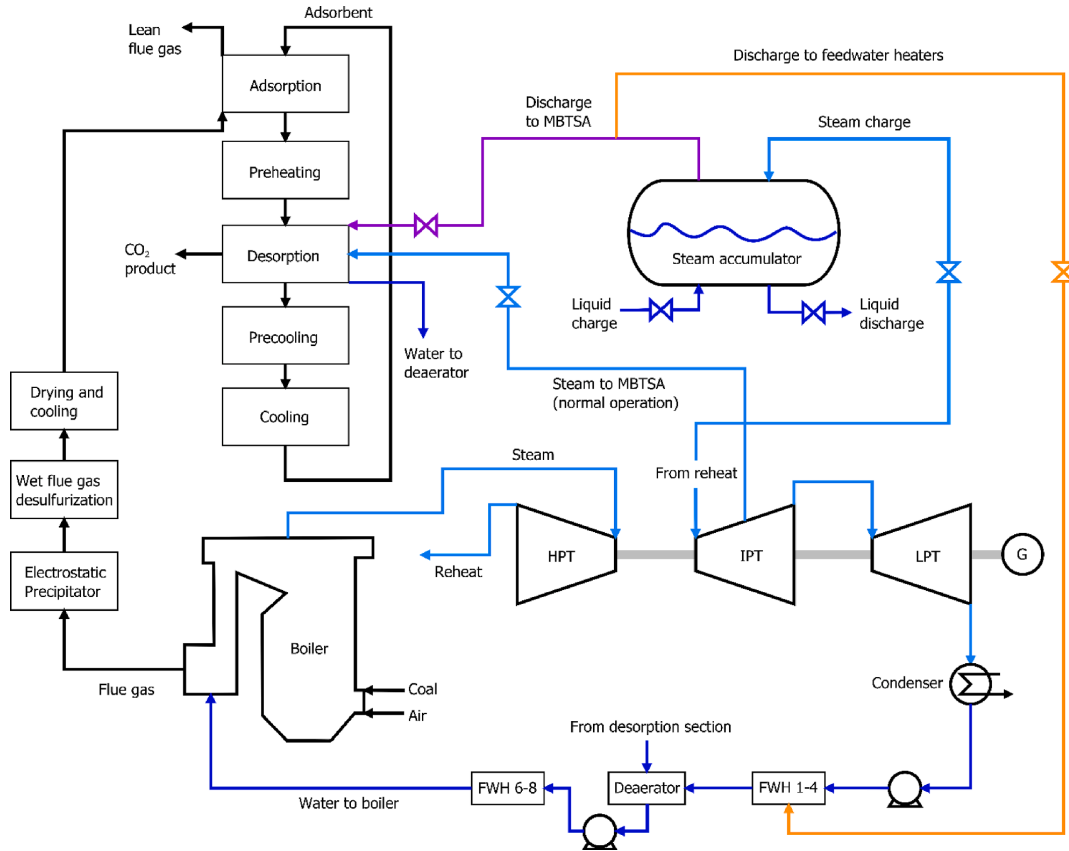 Adsorbent
Lean
flue gas
Discharge to feedwater heaters
Adsorption
Discharge
to MBTSA
Steam charge
Preheating
CO₂
product
Desorption
Steam accumulator
Liquid
charge
Liquid
discharge
Precooling
Water to
deaerator
Drying and
cooling
Steam to MBTSA
(normal operation)
Cooling
Steam
From reheat
Wet flue gas
desulfurization
HPT
IPT
LPT
G
Reheat
Electrostatic
Precipitator
Boiler
Condenser
Flue gas
Coal
Air
From desorption section
Water to boiler
FWH 6-8
Deaerator
FWH 1-4